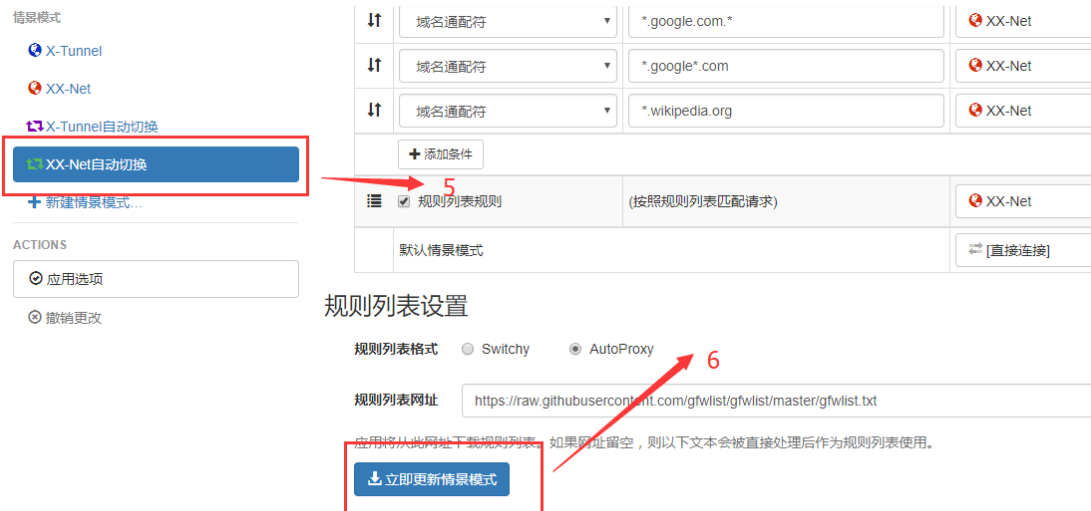 情景模式
X-Tunnel
XX-Net
X-Tunnel自动切换
XX-Net自动切换
新建情景模式...
ACTIONS
应用选项
撤销更改
域名通配符 *.google.com.* XX-Net
域名通配符 *.google*.com XX-Net
域名通配符 *.wikipedia.org XX-Net
添加条件
5
规则列表规则 (按照规则列表匹配请求) XX-Net
默认情景模式 [直接连接]
规则列表设置
规则列表格式 Switchy AutoProxy
6
规则列表网址 https://raw.githubusercontent.com/gfwlist/gfwlist/master/gfwlist.txt
应用将从此网址下载规则列表。如果网址留空，则以下文本会被直接处理后作为规则列表使用。
立即更新情景模式